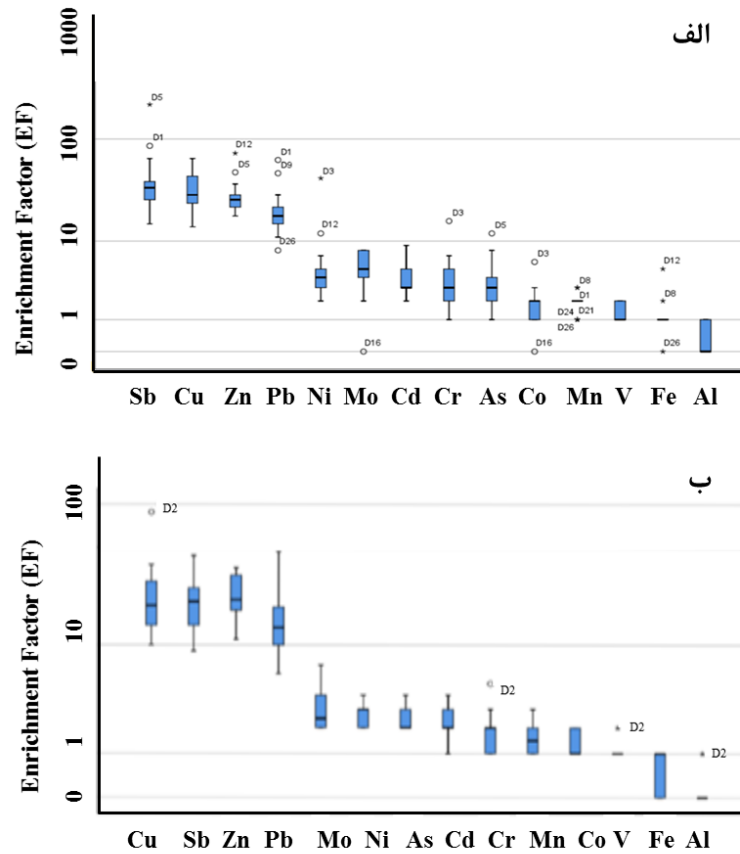 الف
Enrichment Factor (EF)
1000
100
10
1
0
D5
D1
D12
D5
D1
D9
D26
D3
D12
D16
D3
D5
D3
D16
D8
D1
D24
D21
D26
D12
D8
D26
Sb Cu Zn Pb Ni Mo Cd Cr As Co Mn V Fe Al
ب
Enrichment Factor (EF)
100
10
1
0
D2
D2
D2
D2
Cu Sb Zn Pb Mo Ni As Cd Cr Mn Co V Fe Al